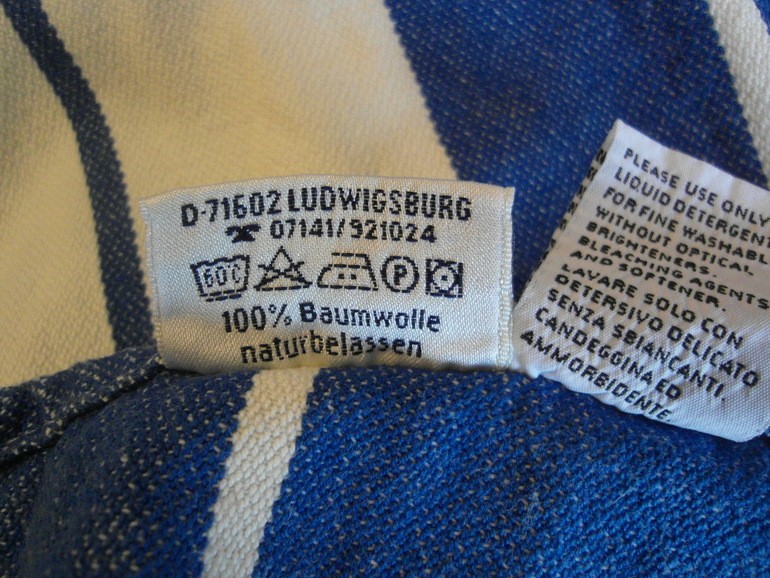 D-71602 LUDWIGSBURG
☎ 07141/921024
60°C P
100% Baumwolle
naturbelassen
PLEASE USE ONLY
LIQUID DETERGENT
FOR FINE WASHABL
WITHOUT OPTICAL
BRIGHTENERS.
BLEACHING AGENTS
AND SOFTENER.
LAVARE SOLO CON
DETERSIVO DELICATO
SENZA SBIANCANTI.
CANDEGGINA ED
AMMORBIDENTE.